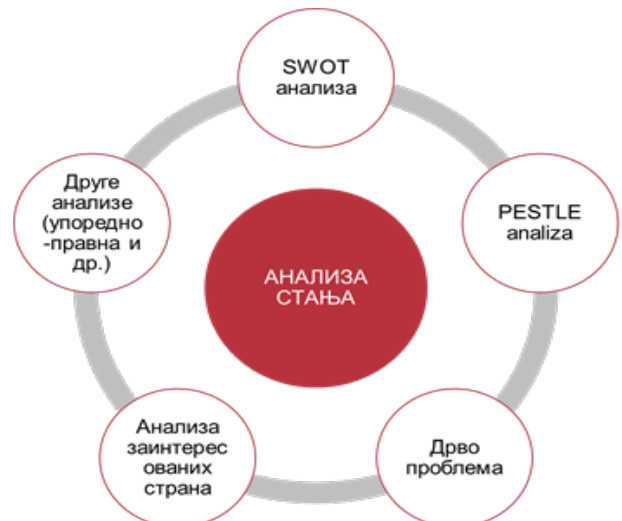 SWOT
анализа
PESTLE
analiza
Дрво
проблема
Анализа
заинтерес
ованих
страна
Друге
анализе
(упоредно
-правна и
др.)
АНАЛИЗА
СТАЊА